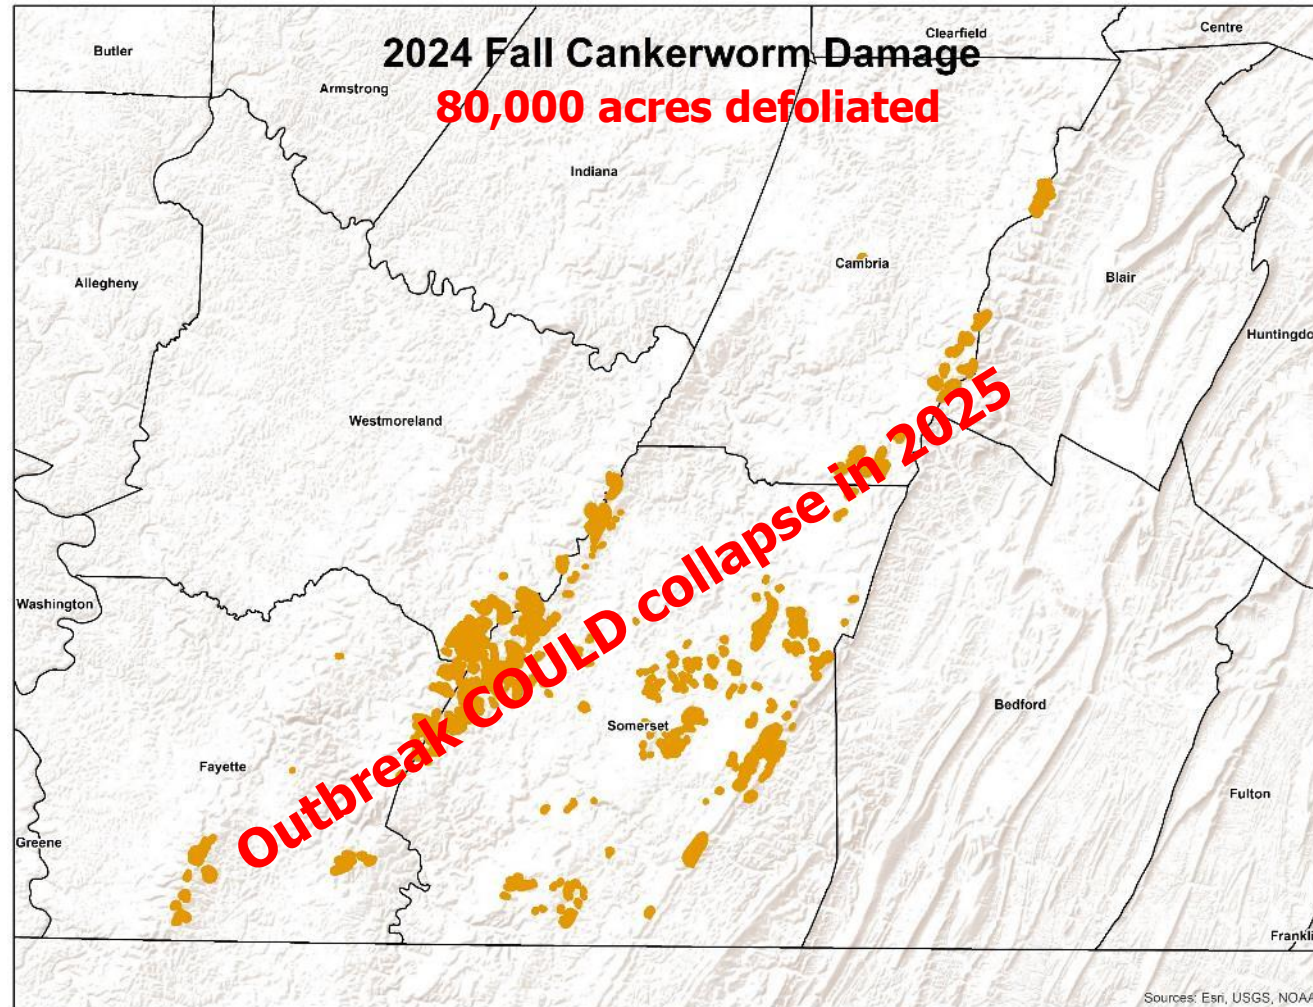 Centre
Clearfield
Butler
2024 Fall Cankerworm Damage
Armstrong
80,000 acres defoliated
Indiana
Cambria
Blair
Allegheny
Huntingdo
Westmoreland
Outbreak COULD collapse in 2025
Washington
Bedford
Somerset
Fayette
Fulton
Greene
Frankli
Sources: Esri, USGS, NOA